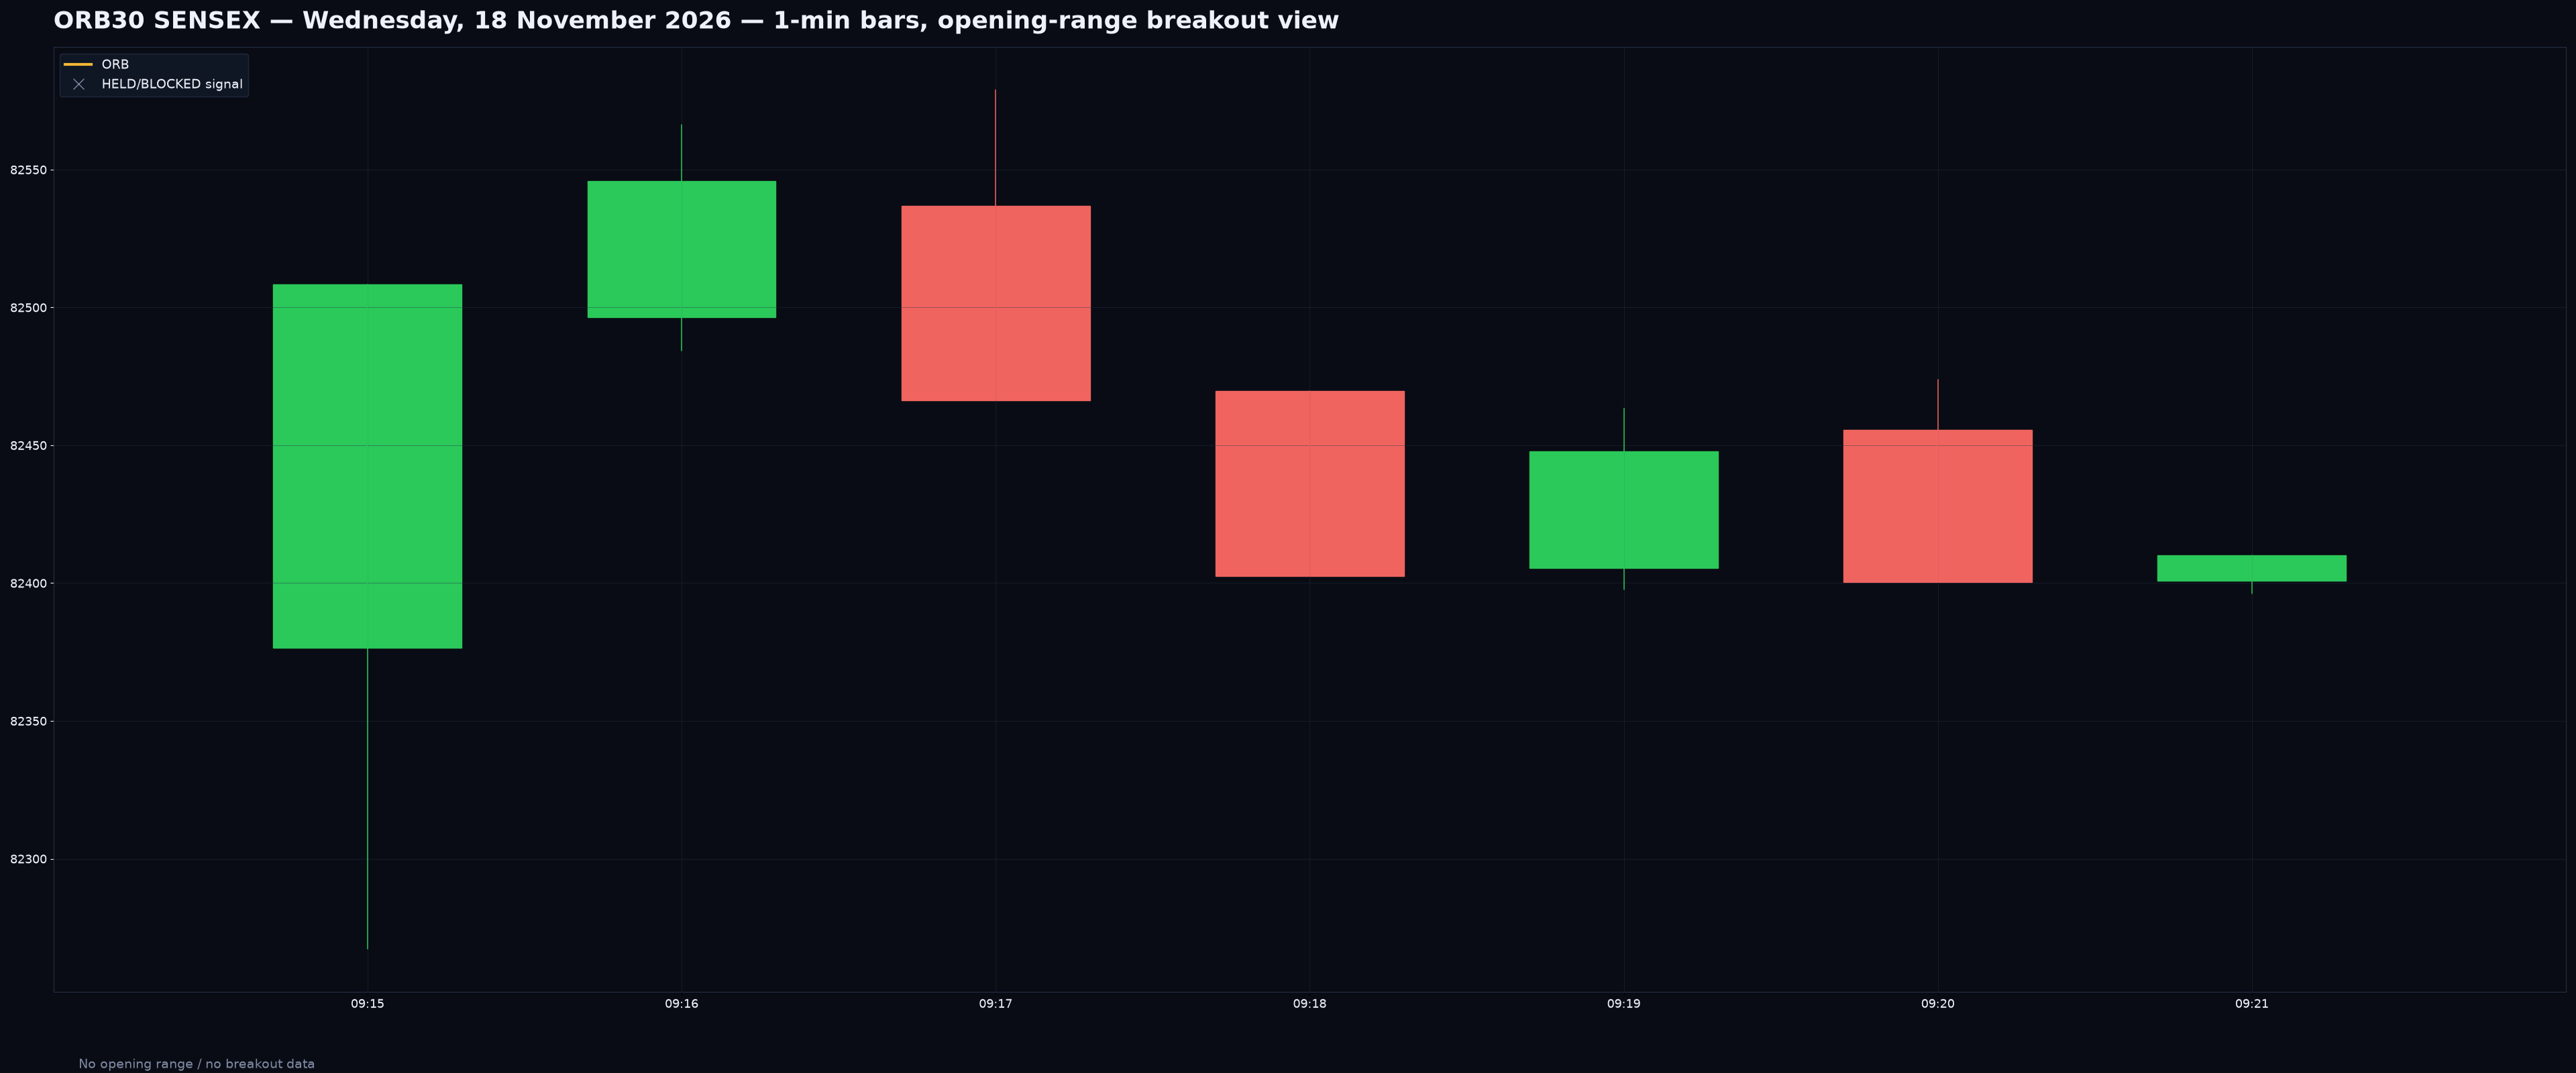 ORB30 SENSEX — Wednesday, 18 November 2026 — 1-min bars, opening-range breakout view
ORB
HELD/BLOCKED signal
82550
82500
82450
82400
82350
82300
09:15 09:16 09:17 09:18 09:19 09:20 09:21
No opening range / no breakout data